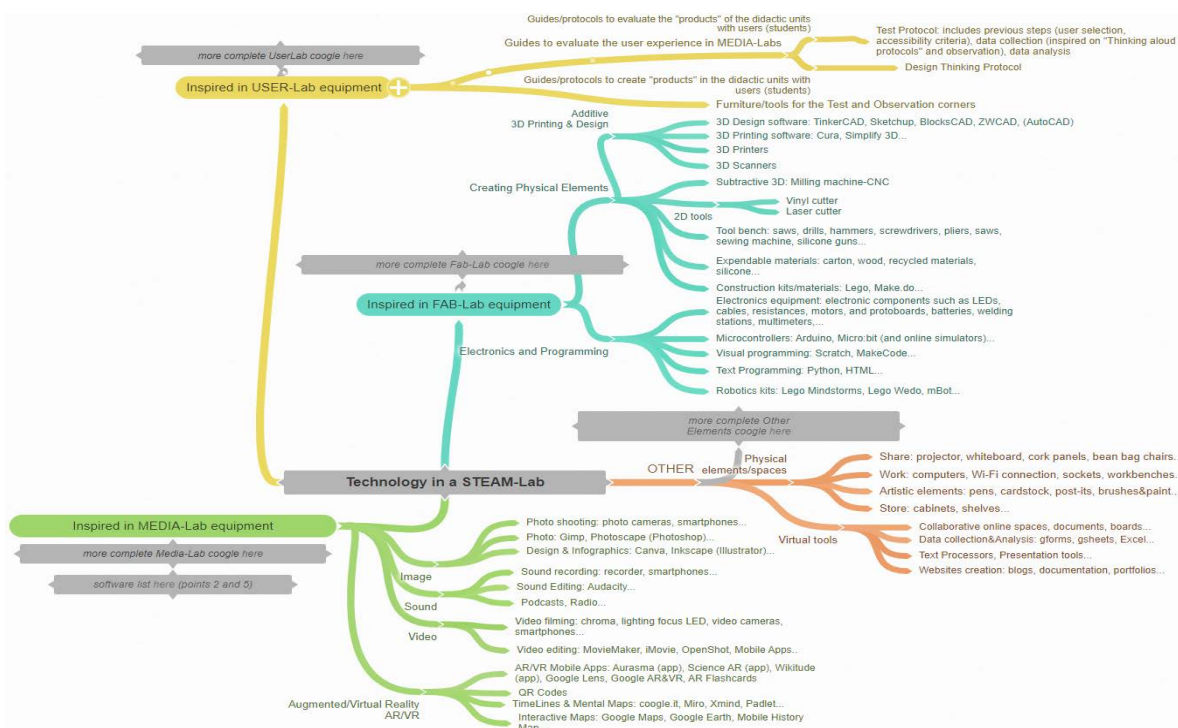 Guides/protocols to evaluate the "products" of the didactic units
with users (students)
Guides to evaluate the user experience in MEDIA-Labs
Test Protocol: includes previous steps (user selection,
accessibility criteria), data collection (inspired on "Thinking aloud
protocols" and observation), data analysis
Design Thinking Protocol
more complete UserLab coogle here
Inspired in USER-Lab equipment
Guides/protocols to create "products" in the didactic units with
users (students)
Furniture/tools for the Test and Observation corners
Additive
3D Printing & Design
3D Design software: TinkerCAD, Sketchup, BlocksCAD, ZWCAD, (AutoCAD)
3D Printing software: Cura, Simplify 3D...
3D Printers
3D Scanners
Creating Physical Elements
Subtractive 3D: Milling machine-CNC
2D tools
Vinyl cutter
Laser cutter
Tool bench: saws, drills, hammers, screwdrivers, pliers, saws,
sewing machine, silicone guns...
Expendable materials: carton, wood, recycled materials,
silicone...
Construction kits/materials: Lego, Make.do...
more complete Fab-Lab coogle here
Inspired in FAB-Lab equipment
Electronics and Programming
Electronics equipment: electronic components such as LEDs,
cables, resistances, motors, and protoboards, batteries, welding
stations, multimeters,...
Microcontrollers: Arduino, Micro:bit (and online simulators)...
Visual programming: Scratch, MakeCode...
Text Programming: Python, HTML...
Robotics kits: Lego Mindstorms, Lego Wedo, mBot...
more complete Other
Elements coogle here
Technology in a STEAM-Lab
OTHER
Physical
elements/spaces
Share: projector, whiteboard, cork panels, bean bag chairs.
Work: computers, Wi-Fi connection, sockets, workbenches.
Artistic elements: pens, cardstock, post-its, brushes&paint...
Store: cabinets, shelves...
Virtual tools
Collaborative online spaces, documents, boards...
Data collection&Analysis: gforms, gsheets, Excel...
Text Processors, Presentation tools...
Websites creation: blogs, documentation, portfolios...
Inspired in MEDIA-Lab equipment
more complete Media-Lab coogle here
software list here (points 2 and 5)
Image
Photo shooting: photo cameras, smartphones...
Photo: Gimp, Photoscape (Photoshop)...
Design & Infographics: Canva, Inkscape (Illustrator)...
Sound
Sound recording: recorder, smartphones...
Sound Editing: Audacity...
Podcasts, Radio...
Video
Video filming: chroma, lighting focus LED, video cameras,
smartphones...
Video editing: MovieMaker, iMovie, OpenShot, Mobile Apps..
Augmented/Virtual Reality
AR/VR
AR/VR Mobile Apps: Aurasma (app), Science AR (app), Wikitude
(app), Google Lens, Google AR&VR, AR Flashcards
QR Codes
TimeLines & Mental Maps: coogle.it, Miro, Xmind, Padlet...
Interactive Maps: Google Maps, Google Earth, Mobile History
Map